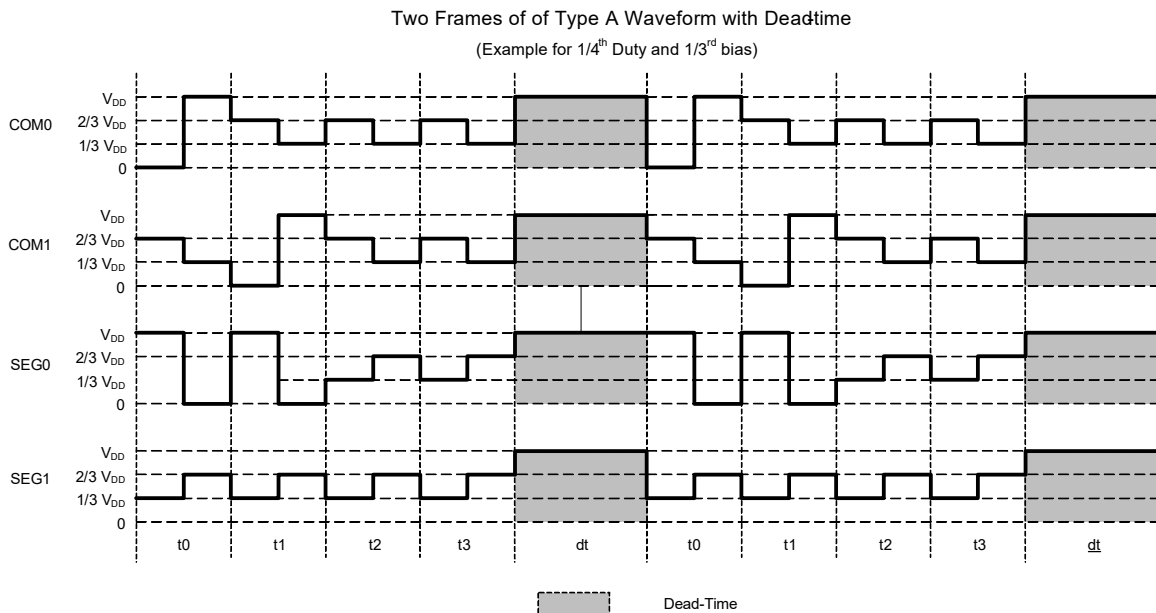 Two Frames of of Type A Waveform with Dead-time
(Example for 1/4th Duty and 1/3rd bias)
COM0
VDD
2/3 VDD
1/3 VDD
0
COM1
VDD
2/3 VDD
1/3 VDD
0
SEG0
VDD
2/3 VDD
1/3 VDD
0
SEG1
VDD
2/3 VDD
1/3 VDD
0
t0 t1 t2 t3 dt t0 t1 t2 t3 dt
Dead-Time